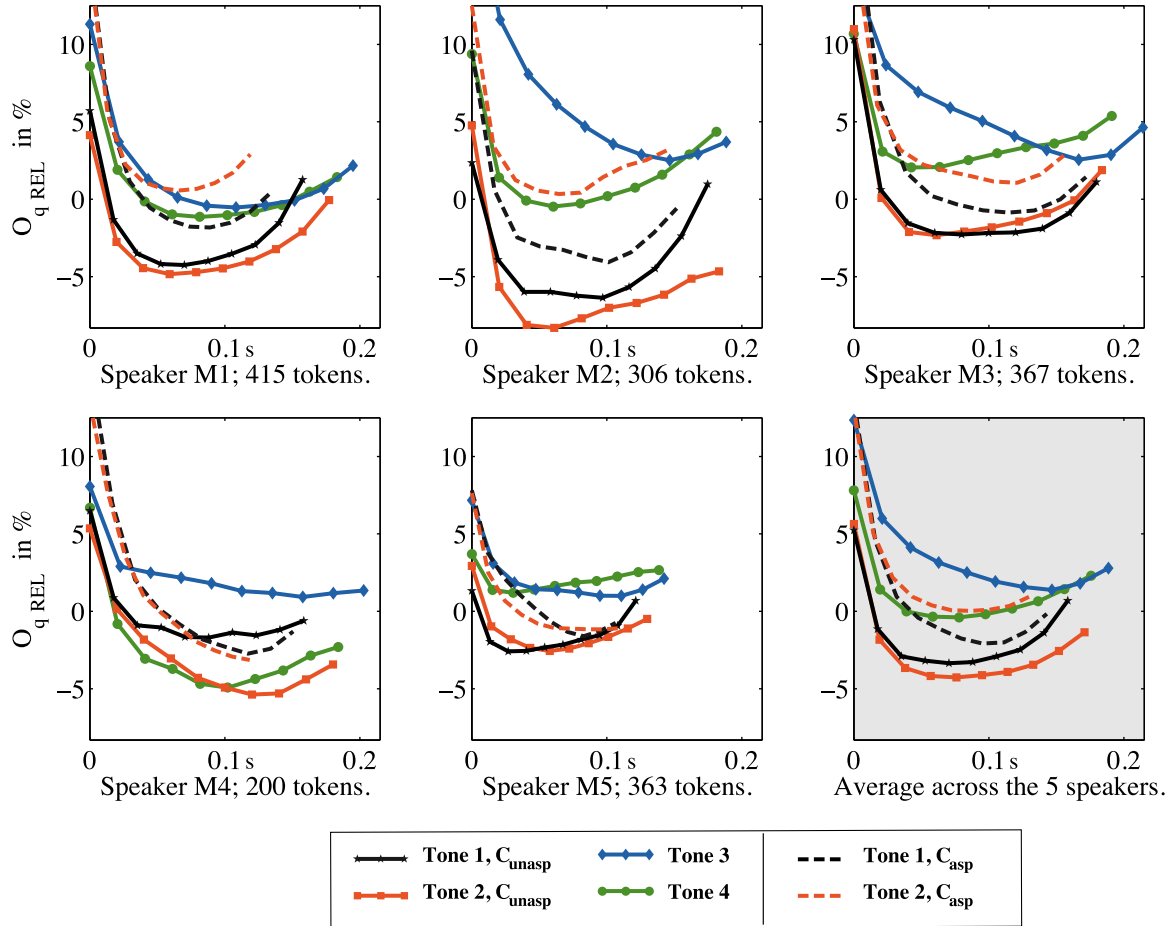 10
5
0
−5
O_q REL in %
0 0.1 s 0.2
Speaker M1; 415 tokens.
10
5
0
−5
0 0.1 s 0.2
Speaker M2; 306 tokens.
10
5
0
−5
0 0.1 s 0.2
Speaker M3; 367 tokens.
10
5
0
−5
O_q REL in %
0 0.1 s 0.2
Speaker M4; 200 tokens.
10
5
0
−5
0 0.1 s 0.2
Speaker M5; 363 tokens.
10
5
0
−5
0 0.1 s 0.2
Average across the 5 speakers.
Tone 1, C_unasp Tone 3 Tone 1, C_asp
Tone 2, C_unasp Tone 4 Tone 2, C_asp